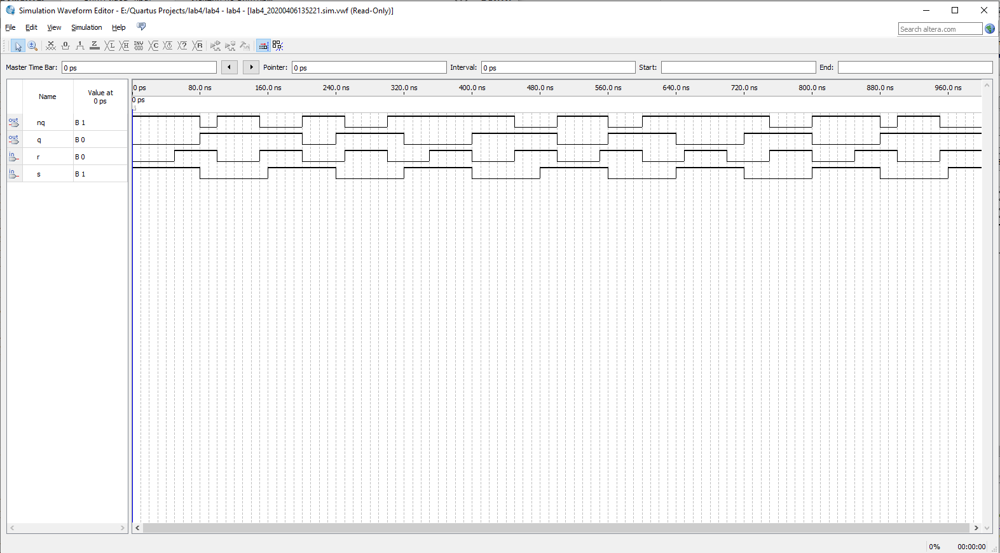 Simulation Waveform Editor - E:/Quartus Projects/lab4/lab4 - lab4 - [lab4_20200406135221.sim.vwf (Read-Only)]
File Edit View Simulation Help
Search altera.com
Master Time Bar: 0 ps Pointer: 0 ps Interval: 0 ps Start: End:
Name Value at 0 ps
0 ps 80.0 ns 160.0 ns 240.0 ns 320.0 ns 400.0 ns 480.0 ns 560.0 ns 640.0 ns 720.0 ns 800.0 ns 880.0 ns 960.0 ns
0 ps
out nq B 1
out q B 0
in r B 0
in s B 1
0% 00:00:00